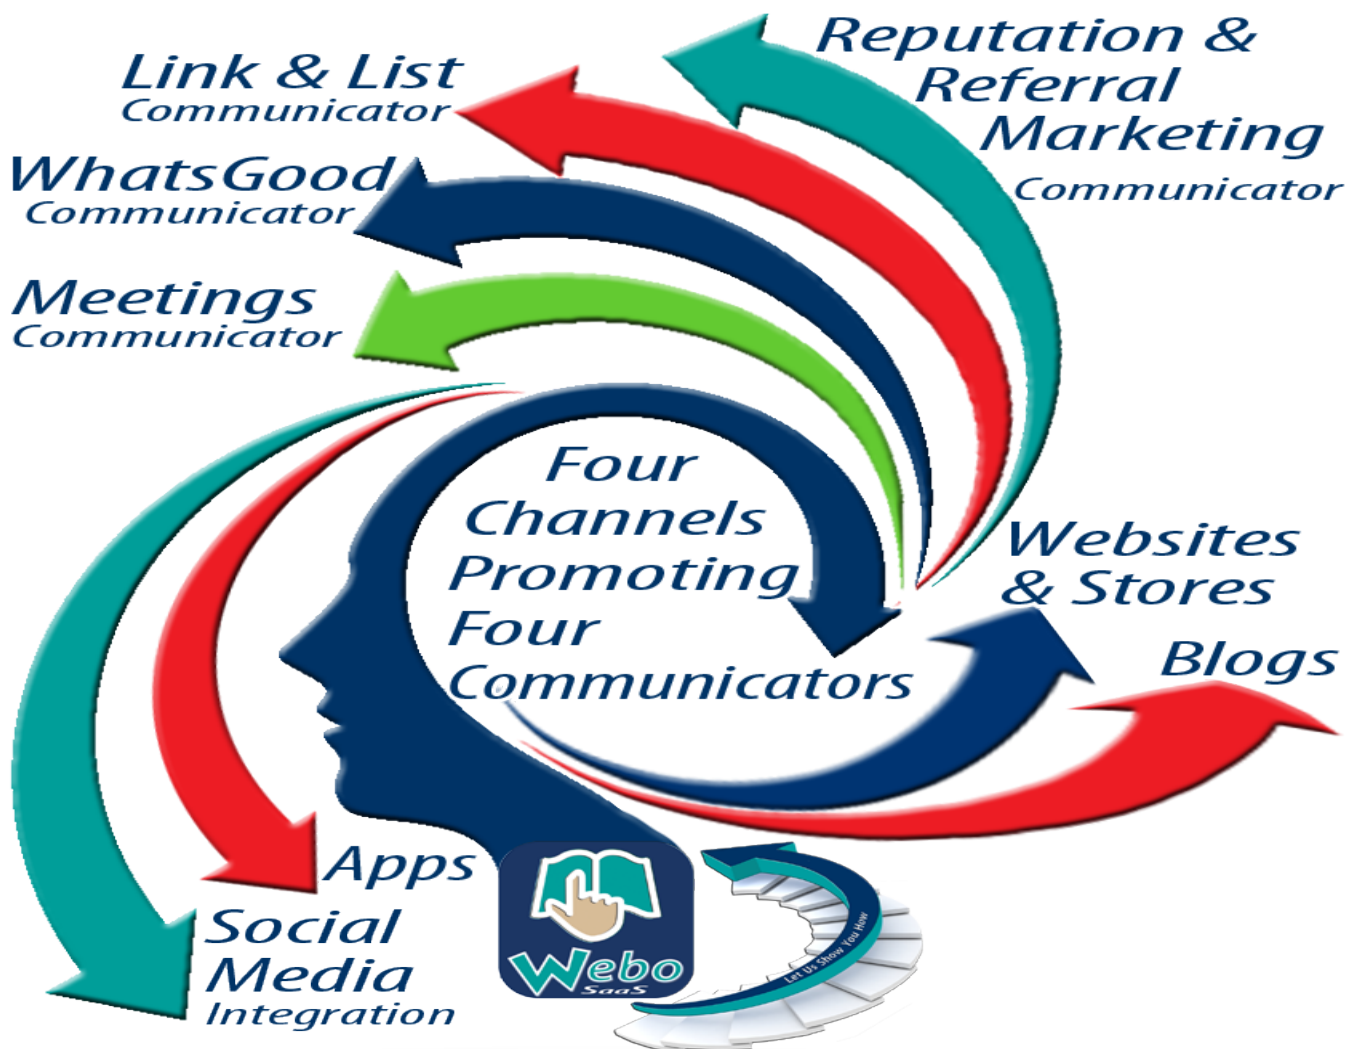 Link & List
Communicator
Reputation &
Referral
Marketing
Communicator
WhatsGood
Communicator
Meetings
Communicator
Four
Channels
Promoting
Four
Communicators
Websites
& Stores
Blogs
Apps
Social
Media
Integration
Webo
SaaS
Let Us Show You How